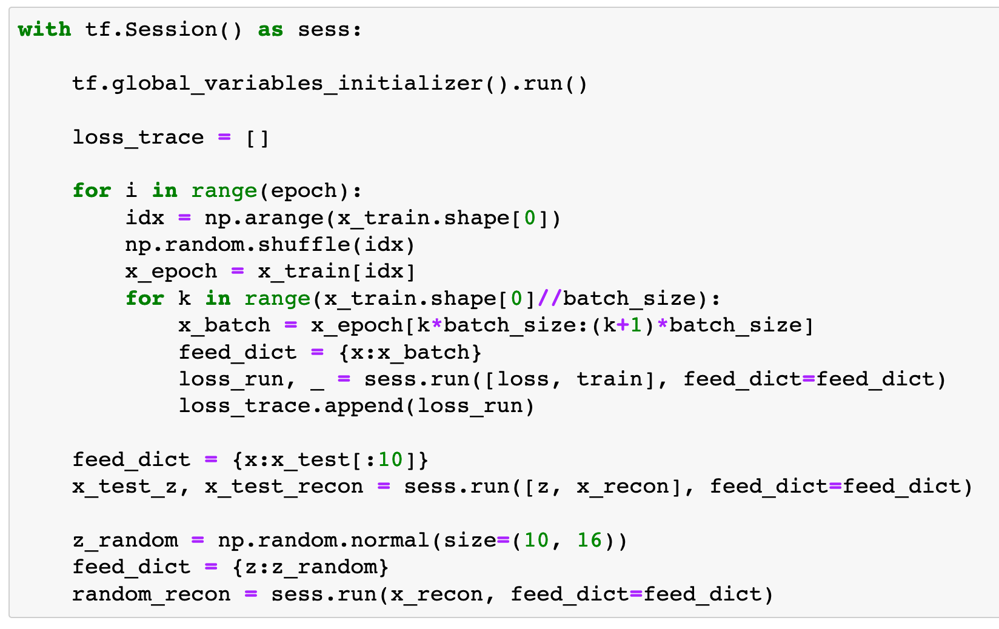 with tf.Session() as sess:
tf.global_variables_initializer().run()
loss_trace = []
for i in range(epoch):
idx = np.arange(x_train.shape[0])
np.random.shuffle(idx)
x_epoch = x_train[idx]
for k in range(x_train.shape[0]//batch_size):
x_batch = x_epoch[k*batch_size:(k+1)*batch_size]
feed_dict = {x:x_batch}
loss_run, _ = sess.run([loss, train], feed_dict=feed_dict)
loss_trace.append(loss_run)
feed_dict = {x:x_test[:10]}
x_test_z, x_test_recon = sess.run([z, x_recon], feed_dict=feed_dict)
z_random = np.random.normal(size=(10, 16))
feed_dict = {z:z_random}
random_recon = sess.run(x_recon, feed_dict=feed_dict)